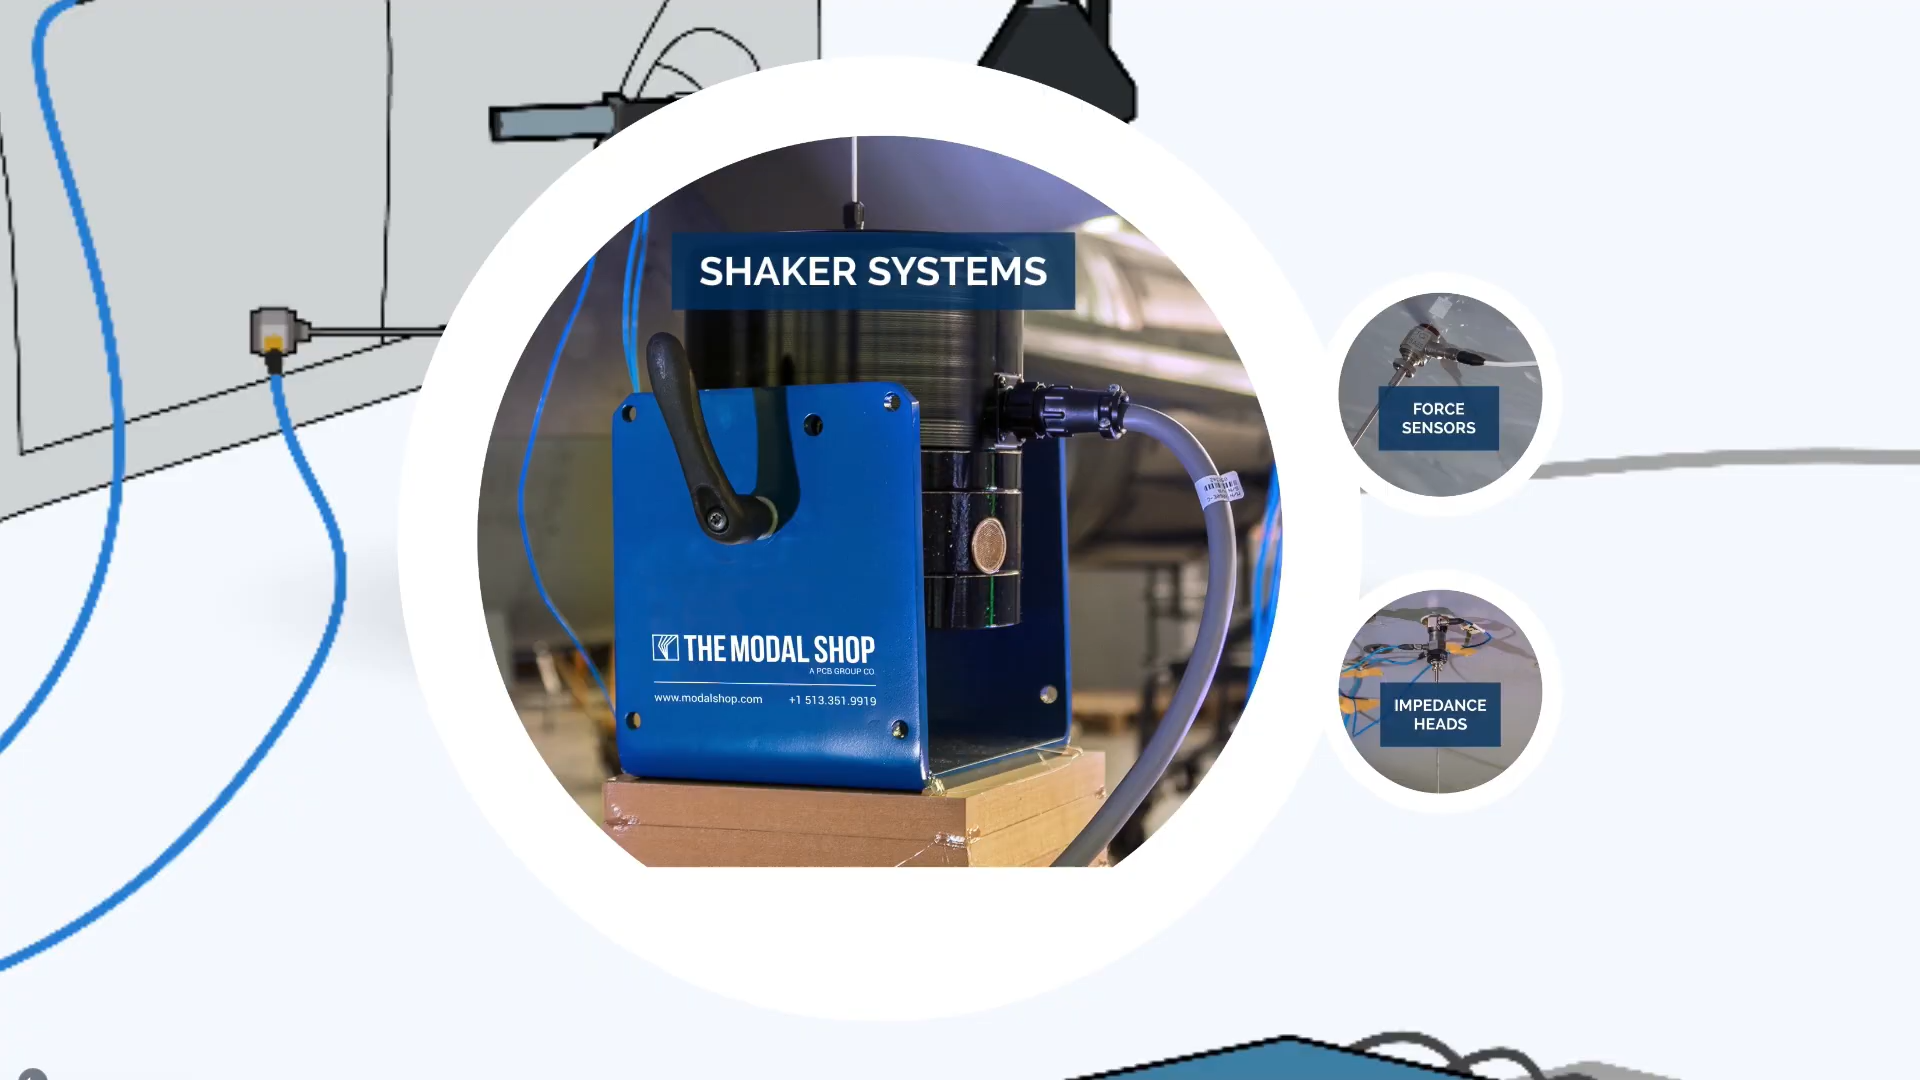 SHAKER SYSTEMS
THE MODAL SHOP
A PCB GROUP CO
www.modalshop.com +1 513.351.9919
FORCE
SENSORS
IMPEDANCE
HEADS